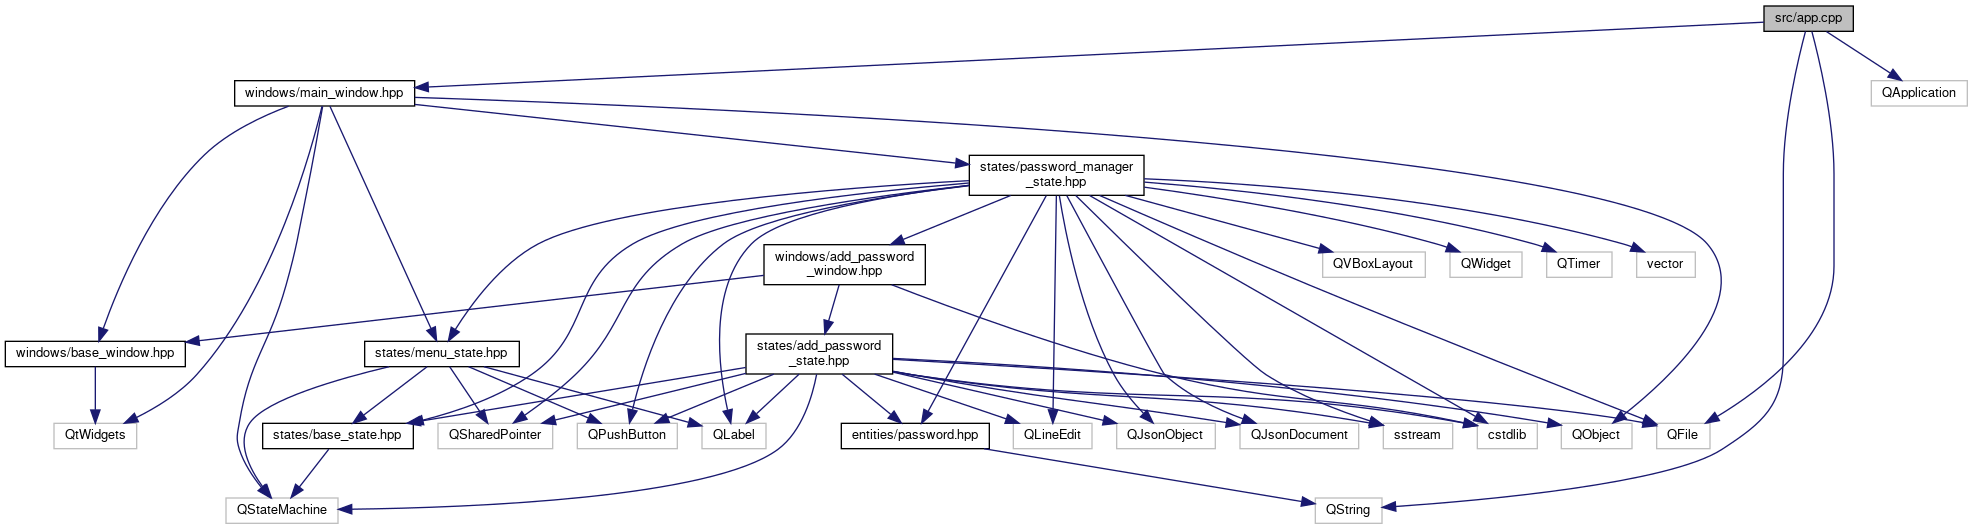 src/app.cpp
windows/main_window.hpp
QApplication
states/password_manager
_state.hpp
windows/add_password
_window.hpp
QVBoxLayout
QWidget
QTimer
vector
windows/base_window.hpp
states/menu_state.hpp
states/add_password
_state.hpp
QtWidgets
states/base_state.hpp
QSharedPointer
QPushButton
QLabel
entities/password.hpp
QLineEdit
QJsonObject
QJsonDocument
sstream
cstdlib
QObject
QFile
QStateMachine
QString